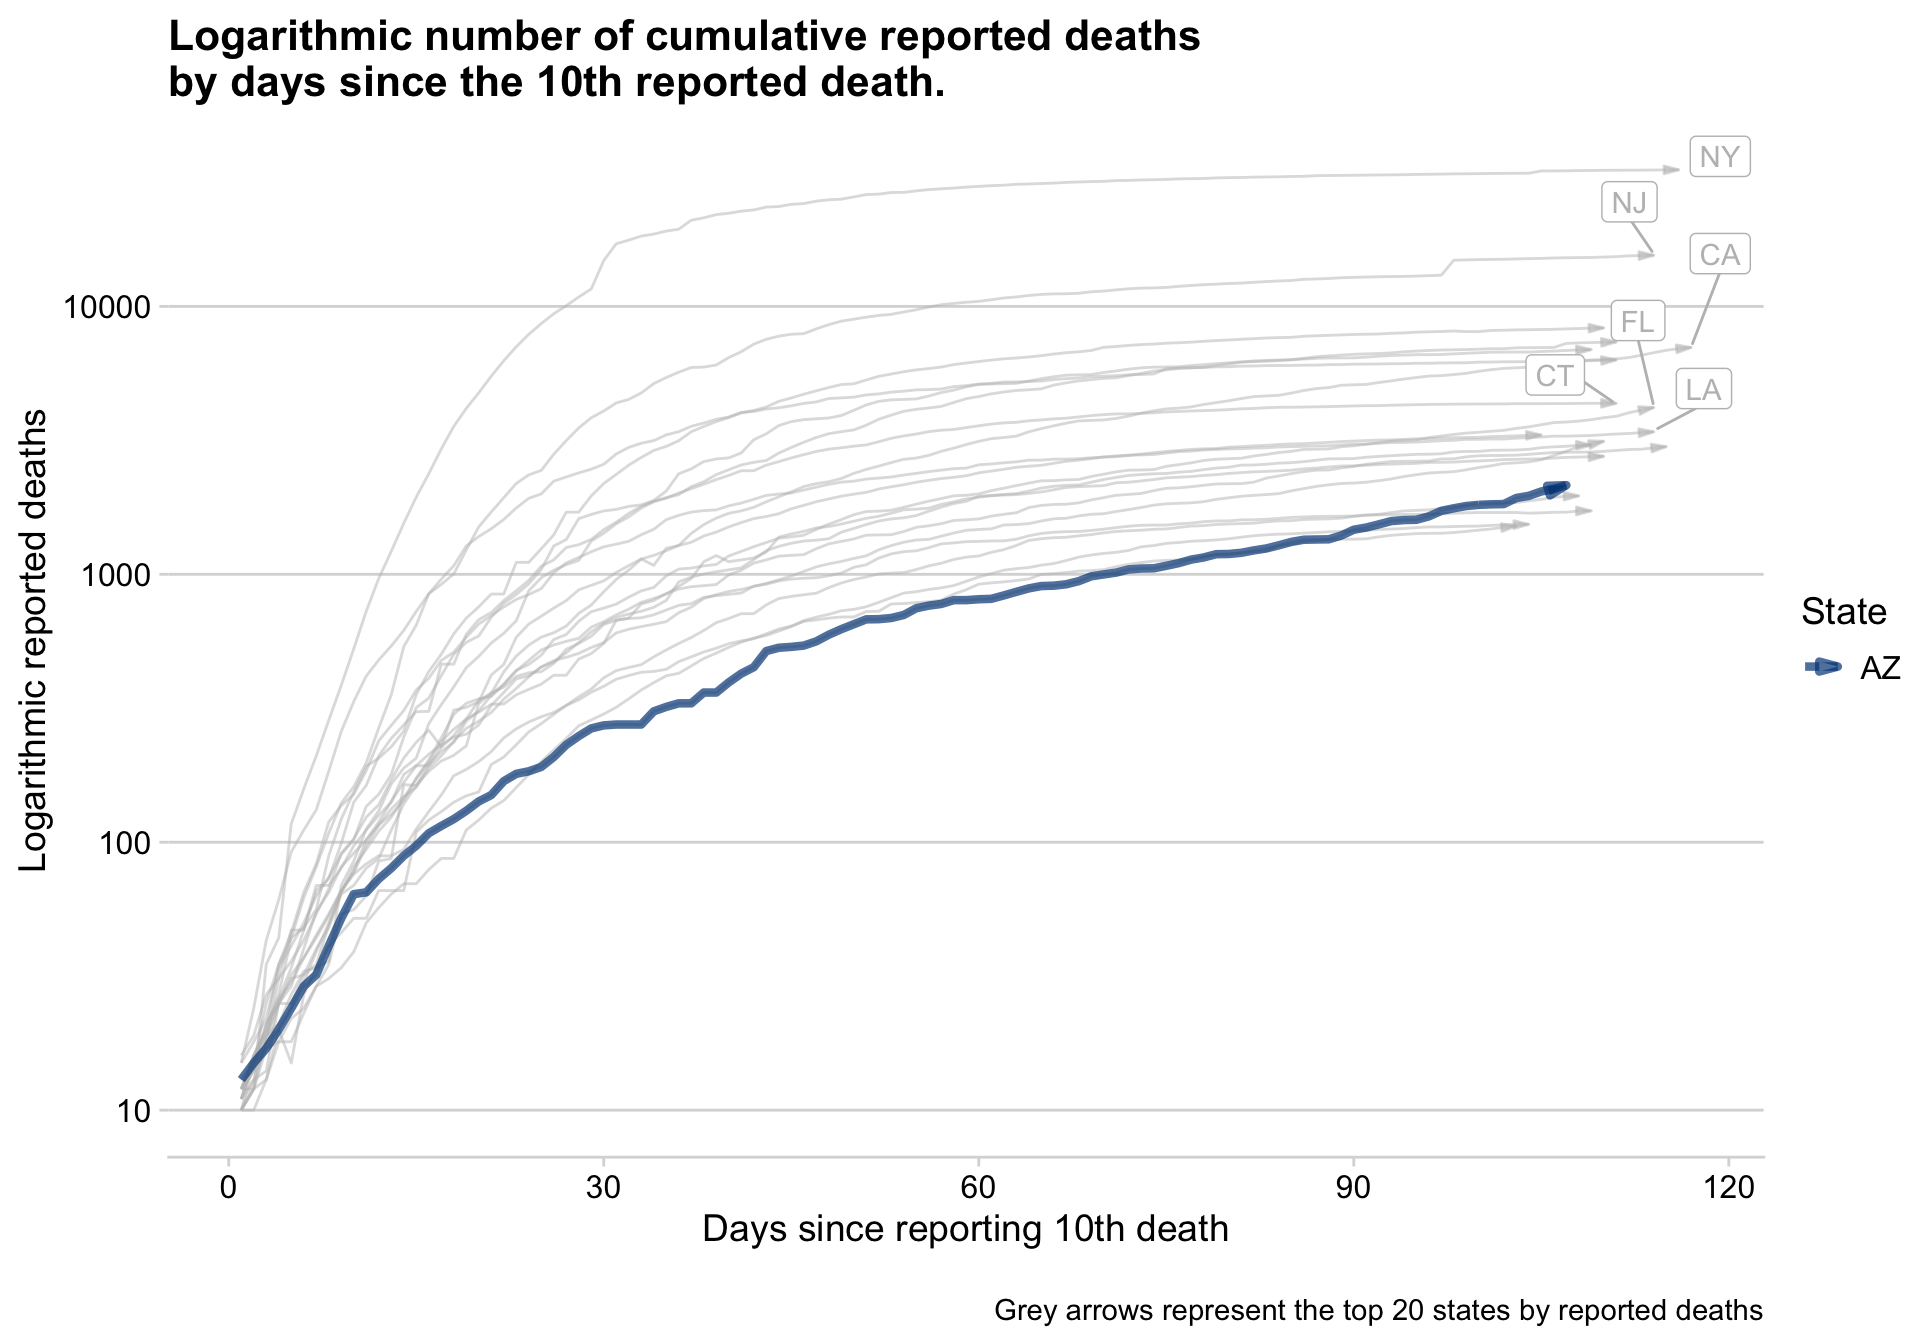 Logarithmic number of cumulative reported deaths
by days since the 10th reported death.
NY
NJ
CA
10000
FL
CT
LA
Logarithmic reported deaths
1000
State
AZ
100
10
0 30 60 90 120
Days since reporting 10th death
Grey arrows represent the top 20 states by reported deaths